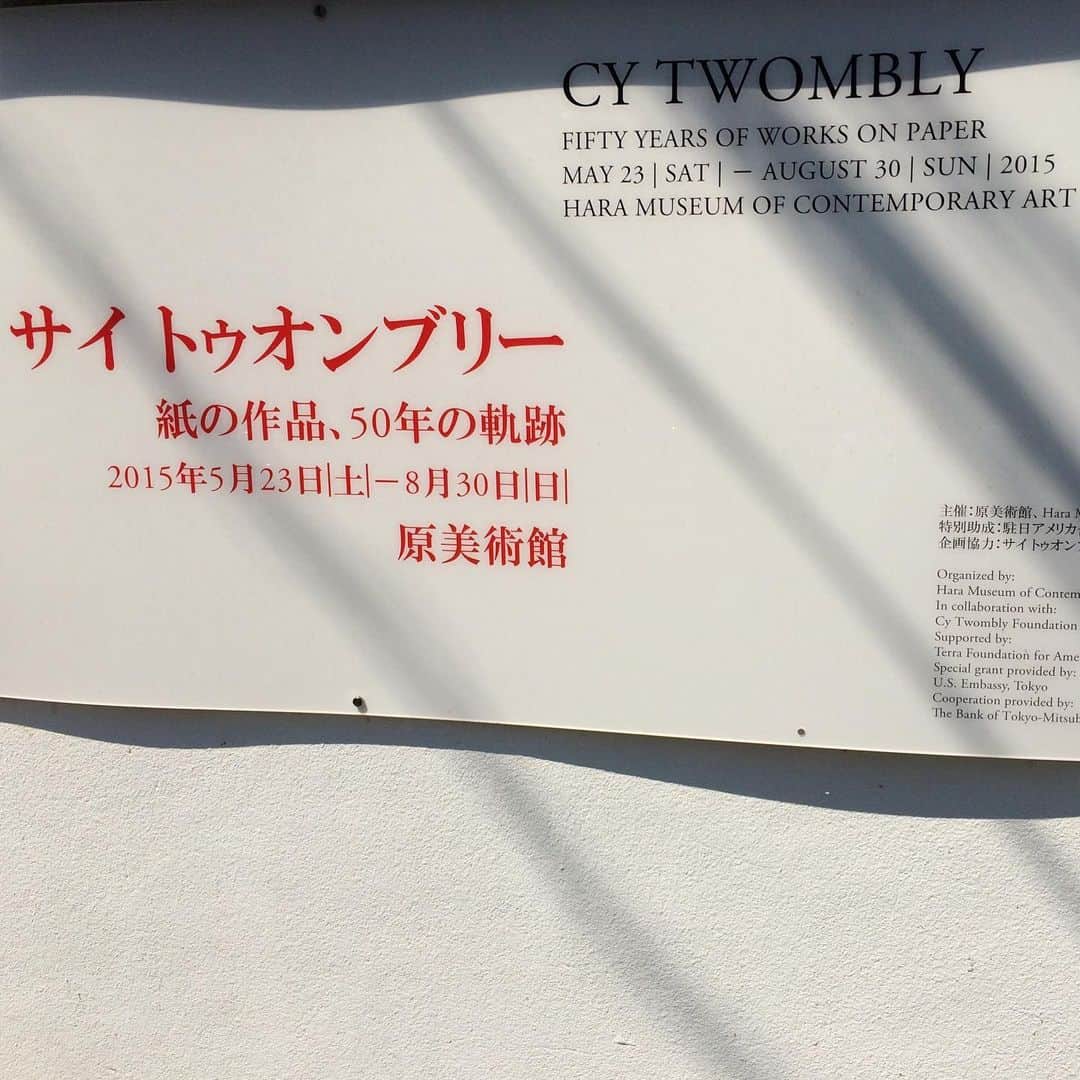 CY TWOMBLY
FIFTY YEARS OF WORKS ON PAPER
MAY 23 | SAT | − AUGUST 30 | SUN | 2015
HARA MUSEUM OF CONTEMPORARY ART
サイ トゥオンブリー
紙の作品、50年の軌跡
2015年5月23日|土|−8月30日|日|
原美術館
主催：原美術館、Hara
特別助成：駐日アメリカ
企画協力：サイトゥオン
Organized by:
Hara Museum of
In collaboration with:
Cy Twombly Foundation
Supported by:
Terra Foundation for
Special grant provided by:
U.S. Embassy, Tokyo
Cooperation provided by:
The Bank of